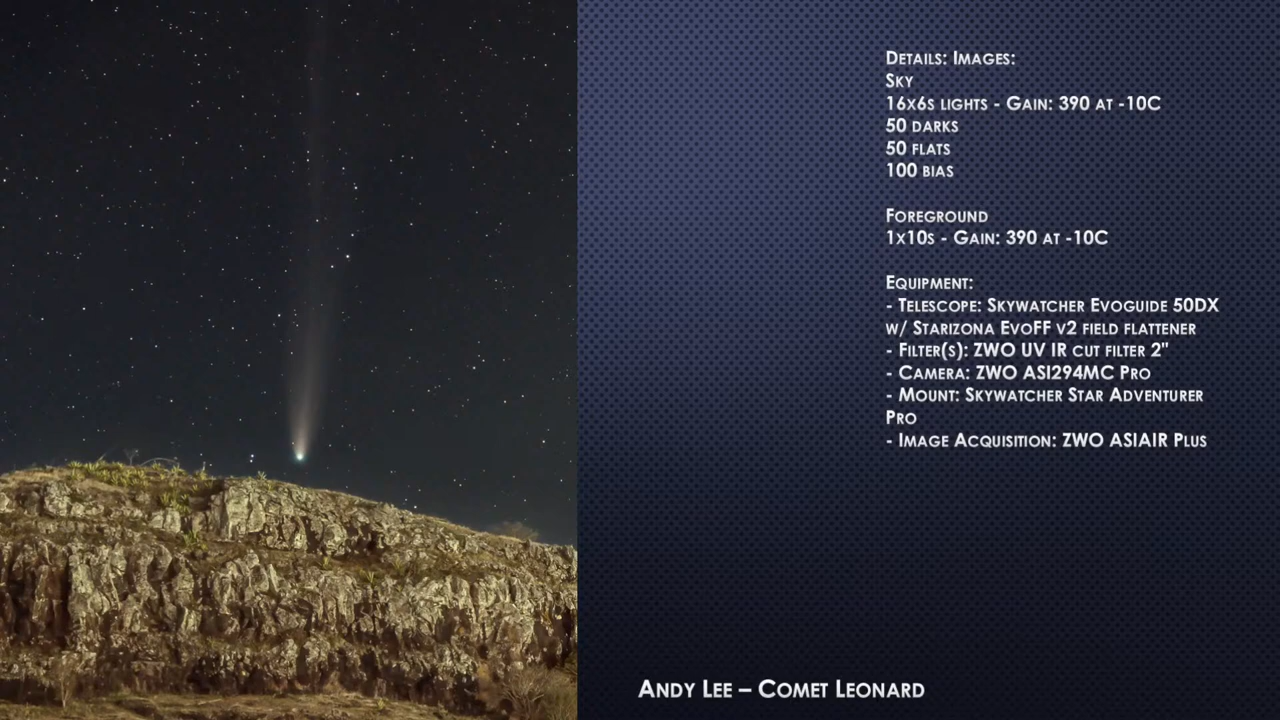 Details: Images:
Sky
16x6s lights - Gain: 390 at -10C
50 darks
50 flats
100 bias
Foreground
1x10s - Gain: 390 at -10C
Equipment:
- Telescope: Skywatcher Evoguide 50DX
w/ Starizona EvoFF v2 field flattener
- Filter(s): ZWO UV IR cut filter 2"
- Camera: ZWO ASI294MC Pro
- Mount: Skywatcher Star Adventurer
Pro
- Image Acquisition: ZWO ASIAIR Plus
Andy Lee – Comet Leonard